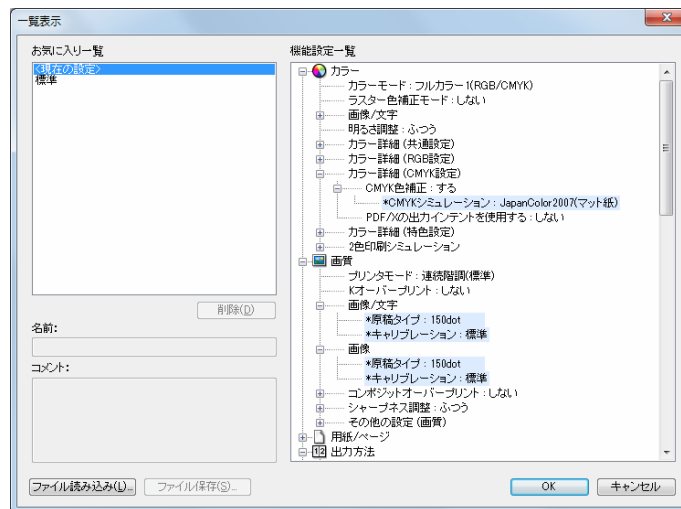 一覧表示
お気に入り一覧
<現在の設定>
標準
削除(D)
名前:
コメント:
ファイル読み込み(L)...
ファイル保存(S)...
機能設定一覧
カラー
カラーモード : フルカラー1(RGB/CMYK)
ラスター色補正モード : しない
画像/文字
明るさ調整 : ふつう
カラー詳細 (共通設定)
カラー詳細 (RGB設定)
カラー詳細 (CMYK設定)
CMYK色補正 : する
*CMYKシミュレーション : JapanColor2007(マット紙)
PDF/Xの出力インテントを使用する : しない
カラー詳細 (特色設定)
2色印刷シミュレーション
画質
プリンタモード : 連続階調(標準)
Kオーバープリント : しない
画像/文字
*原稿タイプ : 150dot
*キャリブレーション : 標準
画像
*原稿タイプ : 150dot
*キャリブレーション : 標準
コンポジットオーバープリント : しない
シャープネス調整 : ふつう
その他の設定 (画質)
用紙/ページ
12 出力方法
OK
キャンセル